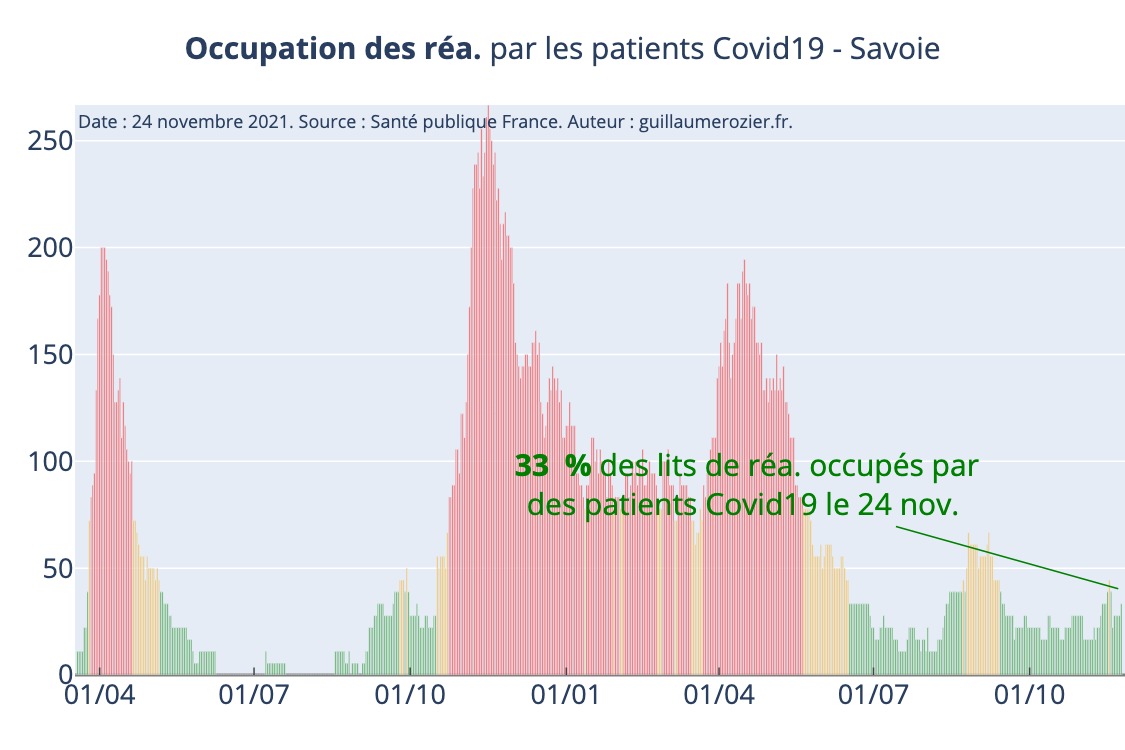 Occupation des réa. par les patients Covid19 - Savoie
Date : 24 novembre 2021. Source : Santé publique France. Auteur : guillaumerozier.fr.
250
200
150
100
50
0
33 % des lits de réa. occupés par
des patients Covid19 le 24 nov.
01/04 01/07 01/10 01/01 01/04 01/07 01/10